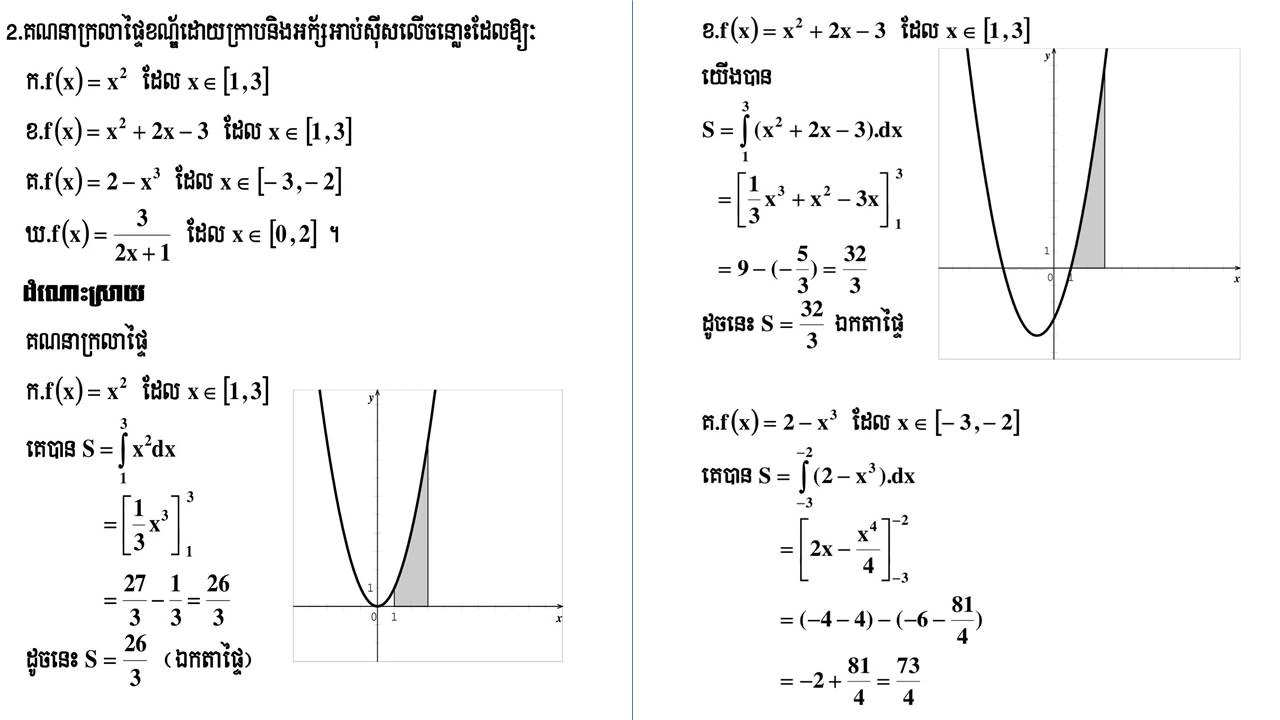 2.គណនាក្រលាផ្ទៃខណ្ឌ័ដោយក្រាបនិងអក្ស័អាប់ស៊ីសលើចន្លោះដែលឱ្យៈ
ក.f(x) = x² ដែល x ∈ [1,3]
ខ.f(x) = x² + 2x − 3 ដែល x ∈ [1,3]
គ.f(x) = 2 − x³ ដែល x ∈ [− 3,− 2]
ឃ.f(x) = 3/(2x + 1) ដែល x ∈ [0,2] ។
ដំណោះស្រាយ
គណនាក្រលាផ្ទៃ
ក.f(x) = x² ដែល x ∈ [1,3]
គេបាន S = ∫₁³ x²dx
= [1/3 x³]₁³
= 27/3 − 1/3 = 26/3
ដូចនេះ S = 26/3 (ឯកតាផ្ទៃ)
y
1
0 1
x
ខ.f(x) = x² + 2x − 3 ដែល x ∈ [1,3]
យើងបាន
S = ∫₁³ (x² + 2x − 3).dx
= [1/3 x³ + x² − 3x]₁³
= 9 − (− 5/3) = 32/3
ដូចនេះ S = 32/3 ឯកតាផ្ទៃ
y
1
0 1
x
គ.f(x) = 2 − x³ ដែល x ∈ [− 3,− 2]
គេបាន S = ∫₋₃⁻² (2 − x³).dx
= [2x − x⁴/4]₋₃⁻²
= (−4 − 4) − (−6 − 81/4)
= −2 + 81/4 = 73/4